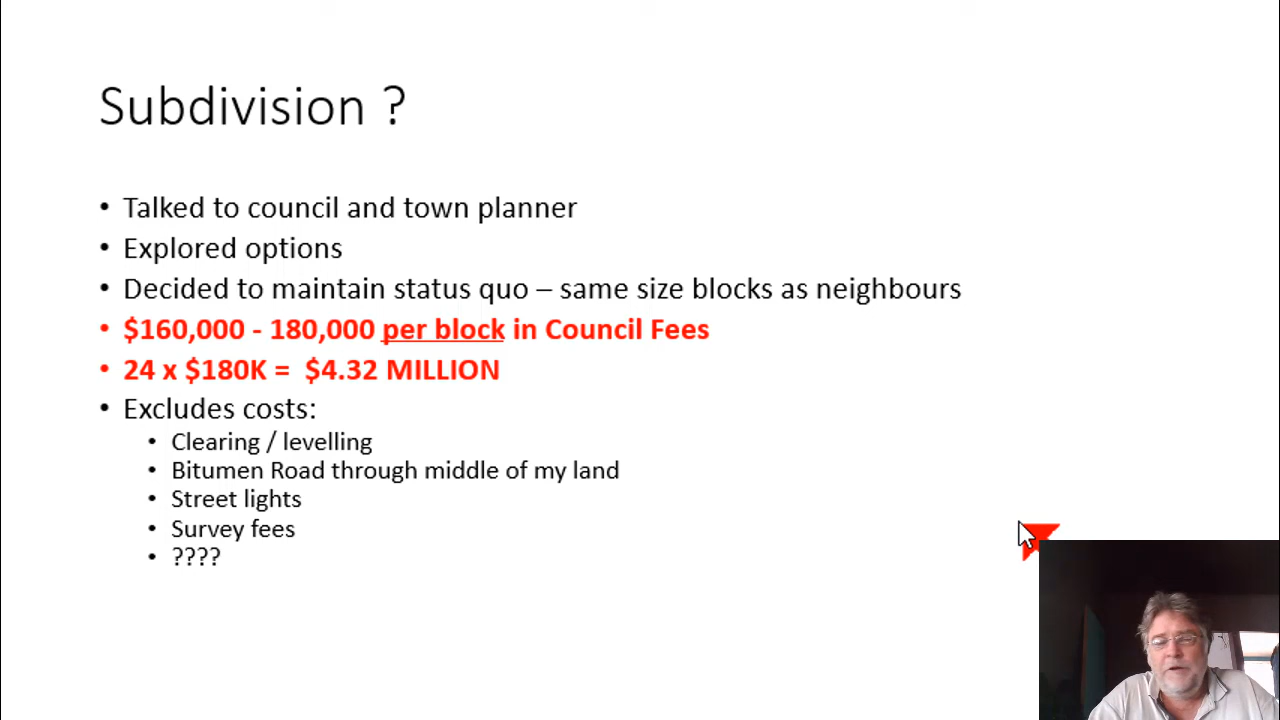 Subdivision ?
• Talked to council and town planner
• Explored options
• Decided to maintain status quo – same size blocks as neighbours
• $160,000 - 180,000 per block in Council Fees
• 24 x $180K =  $4.32 MILLION
• Excludes costs:
• Clearing / levelling
• Bitumen Road through middle of my land
• Street lights
• Survey fees
• ????